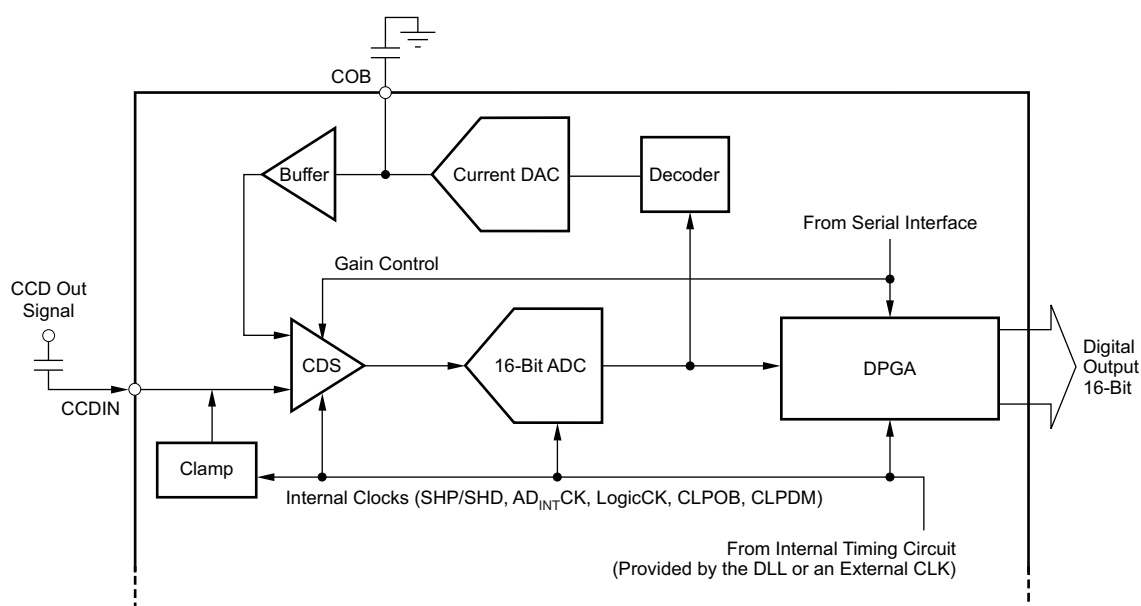 COB
Buffer
Current DAC
Decoder
From Serial Interface
Gain Control
CCD Out
Signal
CDS
16-Bit ADC
DPGA
Digital
Output
16-Bit
CCDIN
Clamp
Internal Clocks (SHP/SHD, AD_INT CK, LogicCK, CLPOB, CLPDM)
From Internal Timing Circuit
(Provided by the DLL or an External CLK)